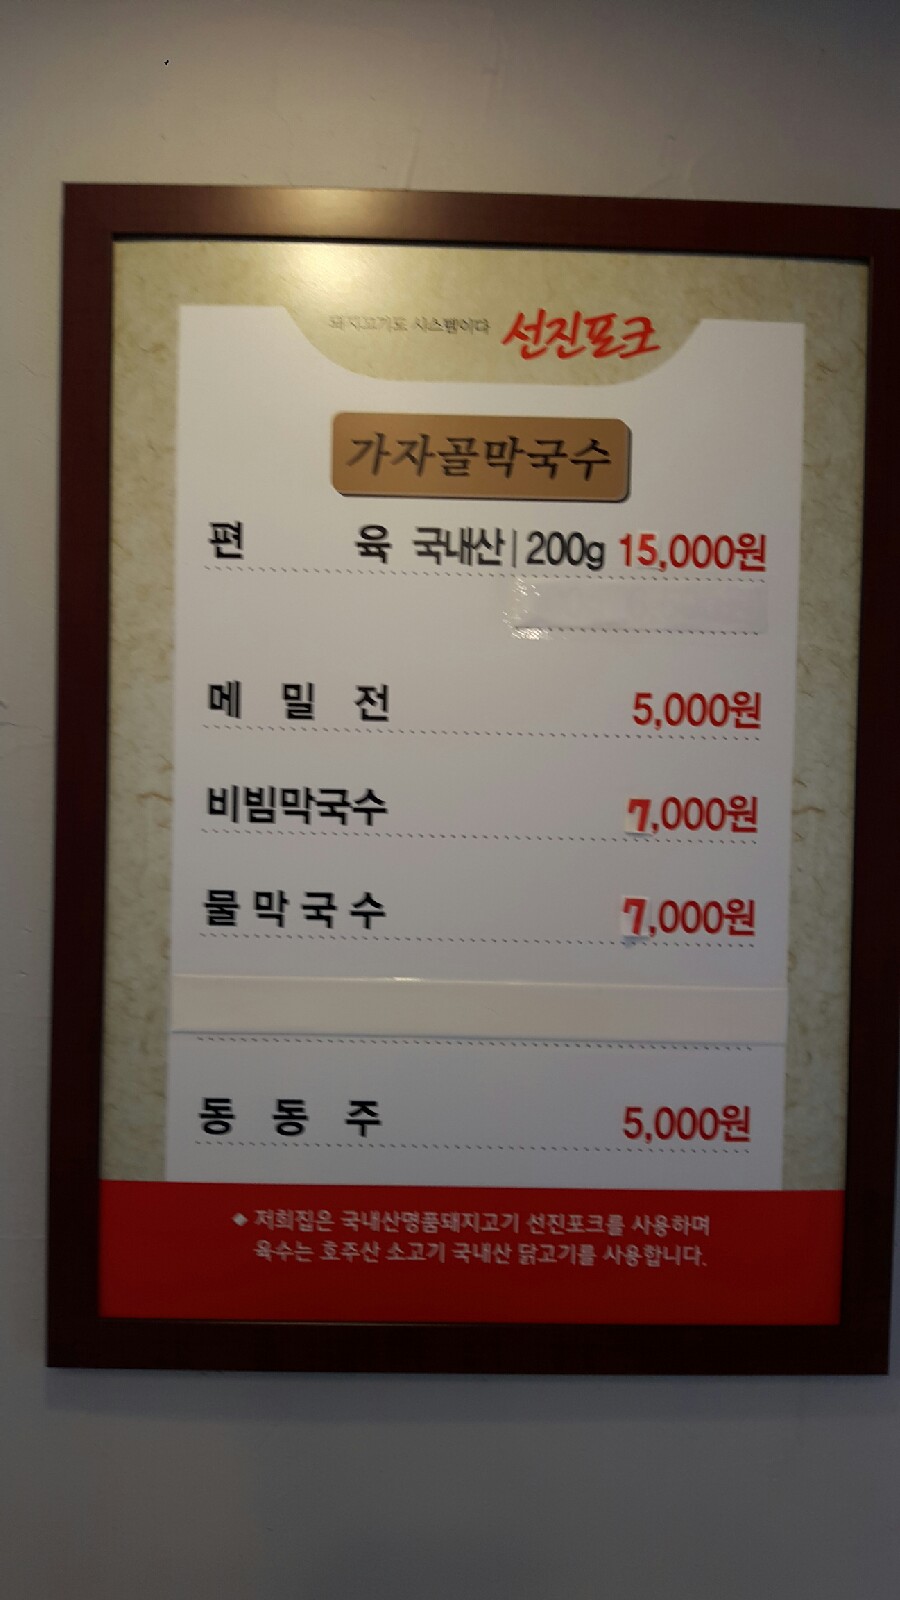 돼지고기도 시스템이다 선진포크
가자골막국수
편 육 국내산 | 200g 15,000원
메 밀 전 5,000원
비빔막국수 7,000원
물 막 국 수 7,000원
동 동 주 5,000원
◆ 저희집은 국내산명품돼지고기 선진포크를 사용하며
육수는 호주산 소고기 국내산 닭고기를 사용합니다.